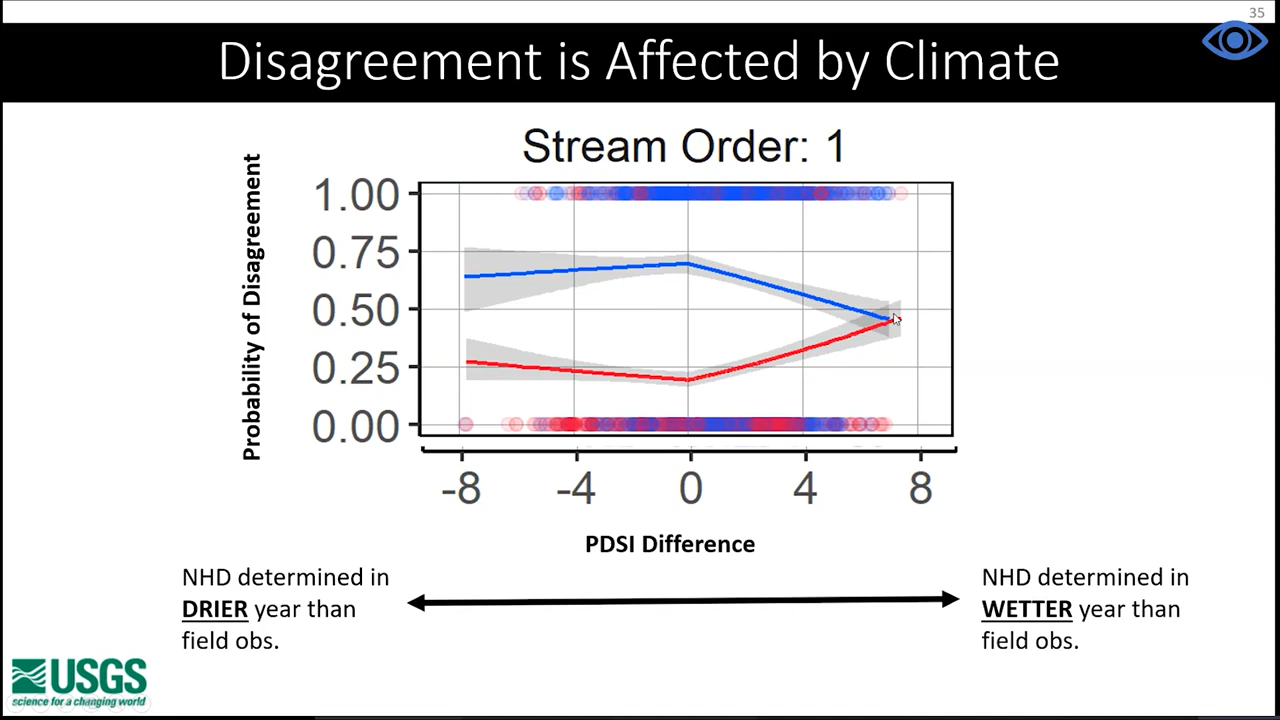 35
Disagreement is Affected by Climate
Stream Order: 1
Probability of Disagreement
1.00
0.75
0.50
0.25
0.00
-8 -4 0 4 8
PDSI Difference
NHD determined in
DRIER year than
field obs.
NHD determined in
WETTER year than
field obs.
USGS
science for a changing world